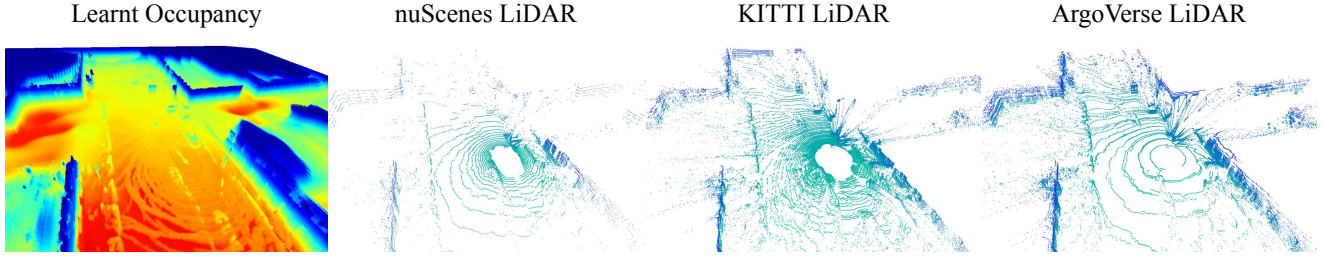 Learnt Occupancy
nuScenes LiDAR
KITTI LiDAR
ArgoVerse LiDAR